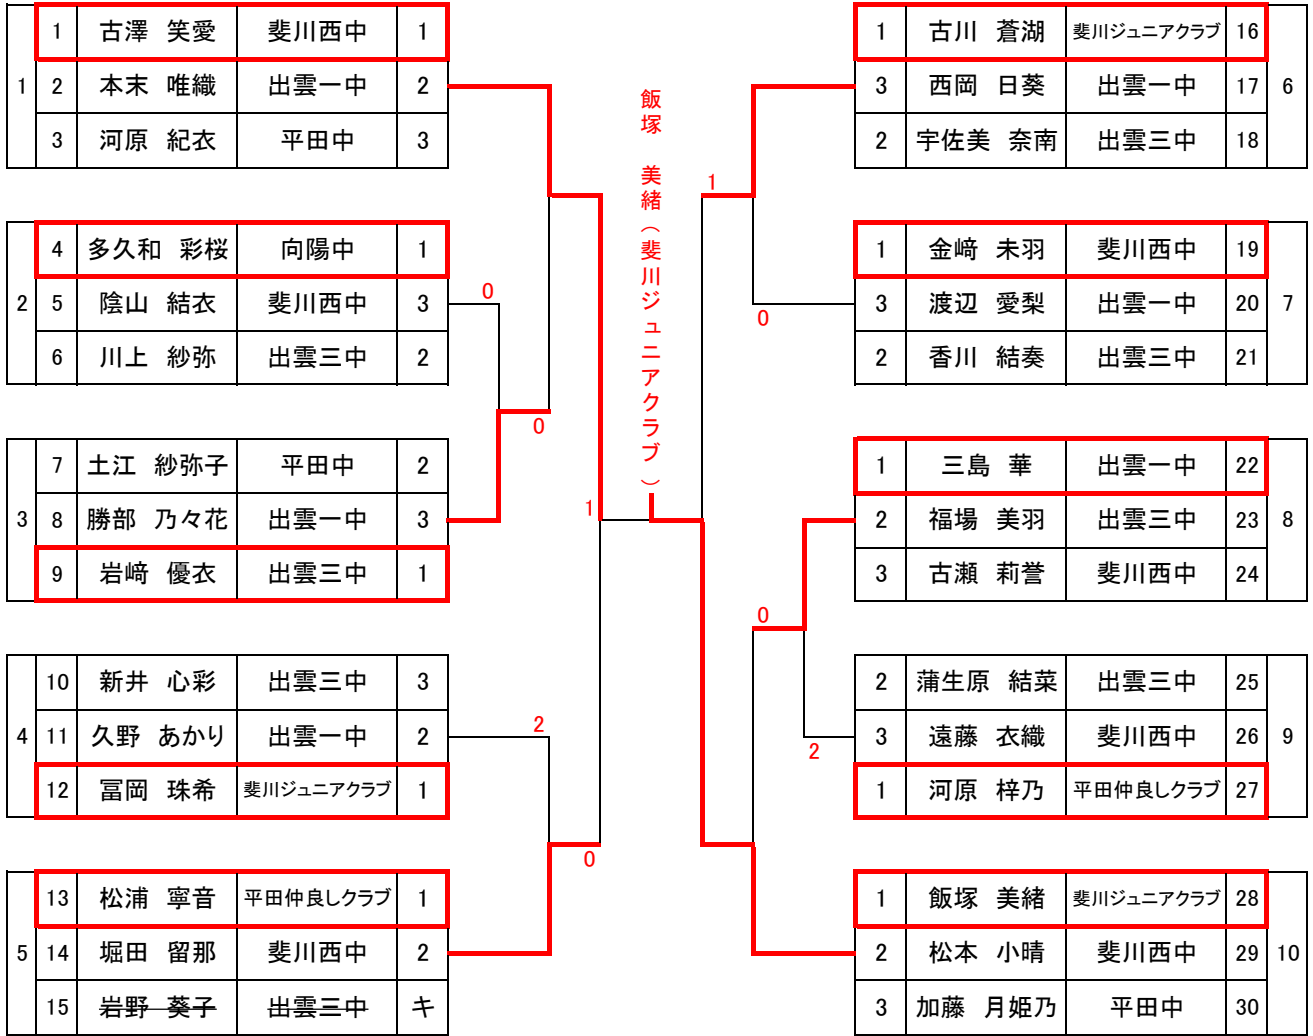 1
1 古澤 笑愛 斐川西中 1
2 本末 唯織 出雲一中 2
3 河原 紀衣 平田中 3
2
4 多久和 彩桜 向陽中 1
5 陰山 結衣 斐川西中 3
6 川上 紗弥 出雲三中 2
3
7 土江 紗弥子 平田中 2
8 勝部 乃々花 出雲一中 3
9 岩﨑 優衣 出雲三中 1
4
10 新井 心彩 出雲三中 3
11 久野 あかり 出雲一中 2
12 冨岡 珠希 斐川ジュニアクラブ 1
5
13 松浦 寧音 平田仲良しクラブ 1
14 堀田 留那 斐川西中 2
15 岩野 葵子 出雲三中 キ
0
0
1
2
0
飯塚 美緒（斐川ジュニアクラブ）
1
0
0
2
1 古川 蒼湖 斐川ジュニアクラブ 16
3 西岡 日葵 出雲一中 17
2 宇佐美 奈南 出雲三中 18
6
1 金﨑 未羽 斐川西中 19
3 渡辺 愛梨 出雲一中 20
2 香川 結奏 出雲三中 21
7
1 三島 華 出雲一中 22
2 福場 美羽 出雲三中 23
3 古瀬 莉誉 斐川西中 24
8
2 蒲生原 結菜 出雲三中 25
3 遠藤 衣織 斐川西中 26
1 河原 梓乃 平田仲良しクラブ 27
9
1 飯塚 美緒 斐川ジュニアクラブ 28
2 松本 小晴 斐川西中 29
3 加藤 月姫乃 平田中 30
10